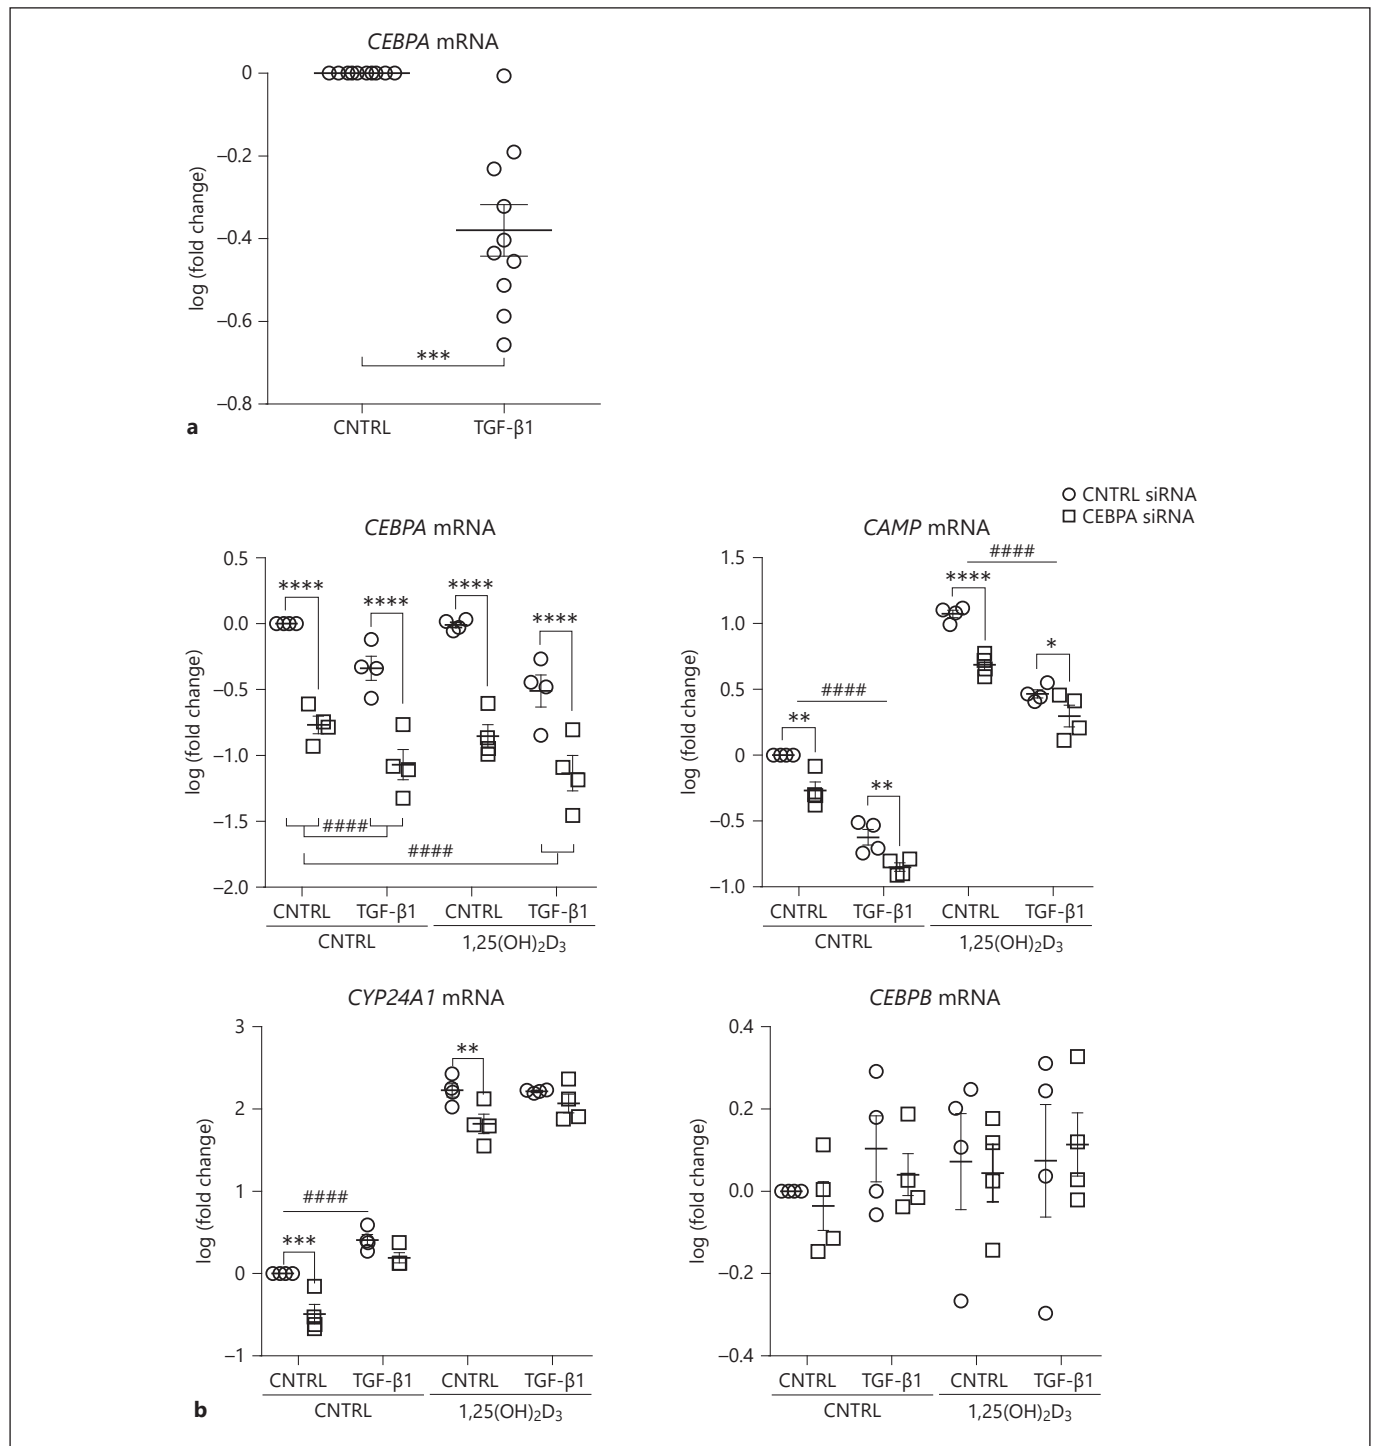 CEBPA mRNA
0
–0.2
–0.4
–0.6
–0.8
log (fold change)
***
CNTRL
TGF-β1
a
CNTRL siRNA
CEBPA siRNA
CEBPA mRNA
0.5
0.0
–0.5
–1.0
–1.5
–2.0
log (fold change)
****
****
****
****
####
####
CNTRL
TGF-β1
CNTRL
TGF-β1
CNTRL
1,25(OH)2D3
CAMP mRNA
1.5
1.0
0.5
0
–0.5
–1.0
log (fold change)
####
****
*
####
**
**
CNTRL
TGF-β1
CNTRL
TGF-β1
CNTRL
1,25(OH)2D3
CYP24A1 mRNA
3
2
1
0
–1
log (fold change)
**
####
***
CNTRL
TGF-β1
CNTRL
TGF-β1
CNTRL
1,25(OH)2D3
b
CEBPB mRNA
0.4
0.2
0.0
–0.2
–0.4
log (fold change)
CNTRL
TGF-β1
CNTRL
TGF-β1
CNTRL
1,25(OH)2D3